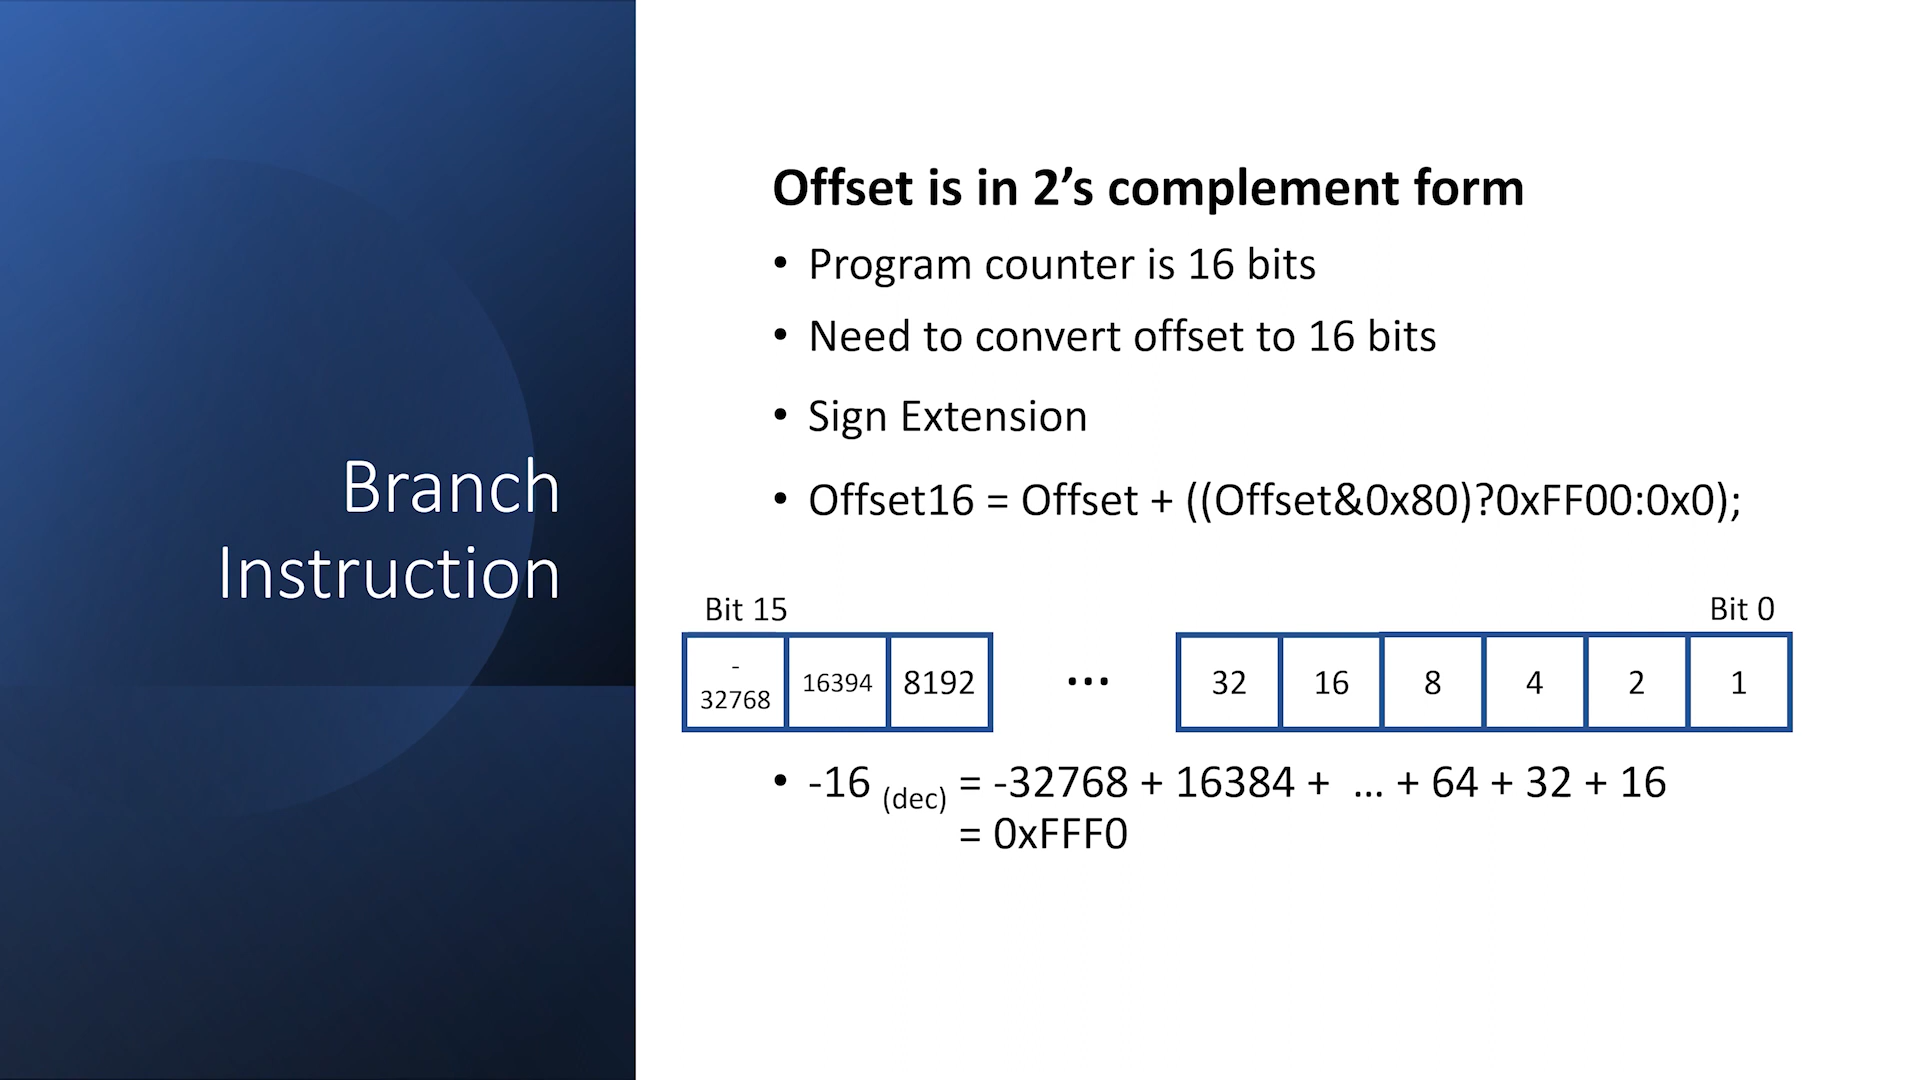 Branch
Instruction
Offset is in 2’s complement form
• Program counter is 16 bits
• Need to convert offset to 16 bits
• Sign Extension
• Offset16 = Offset + ((Offset&0x80)?0xFF00:0x0);
Bit 15 Bit 0
-
32768 16394 8192 ... 32 16 8 4 2 1
• -16 (dec) = -32768 + 16384 + … + 64 + 32 + 16
= 0xFFF0